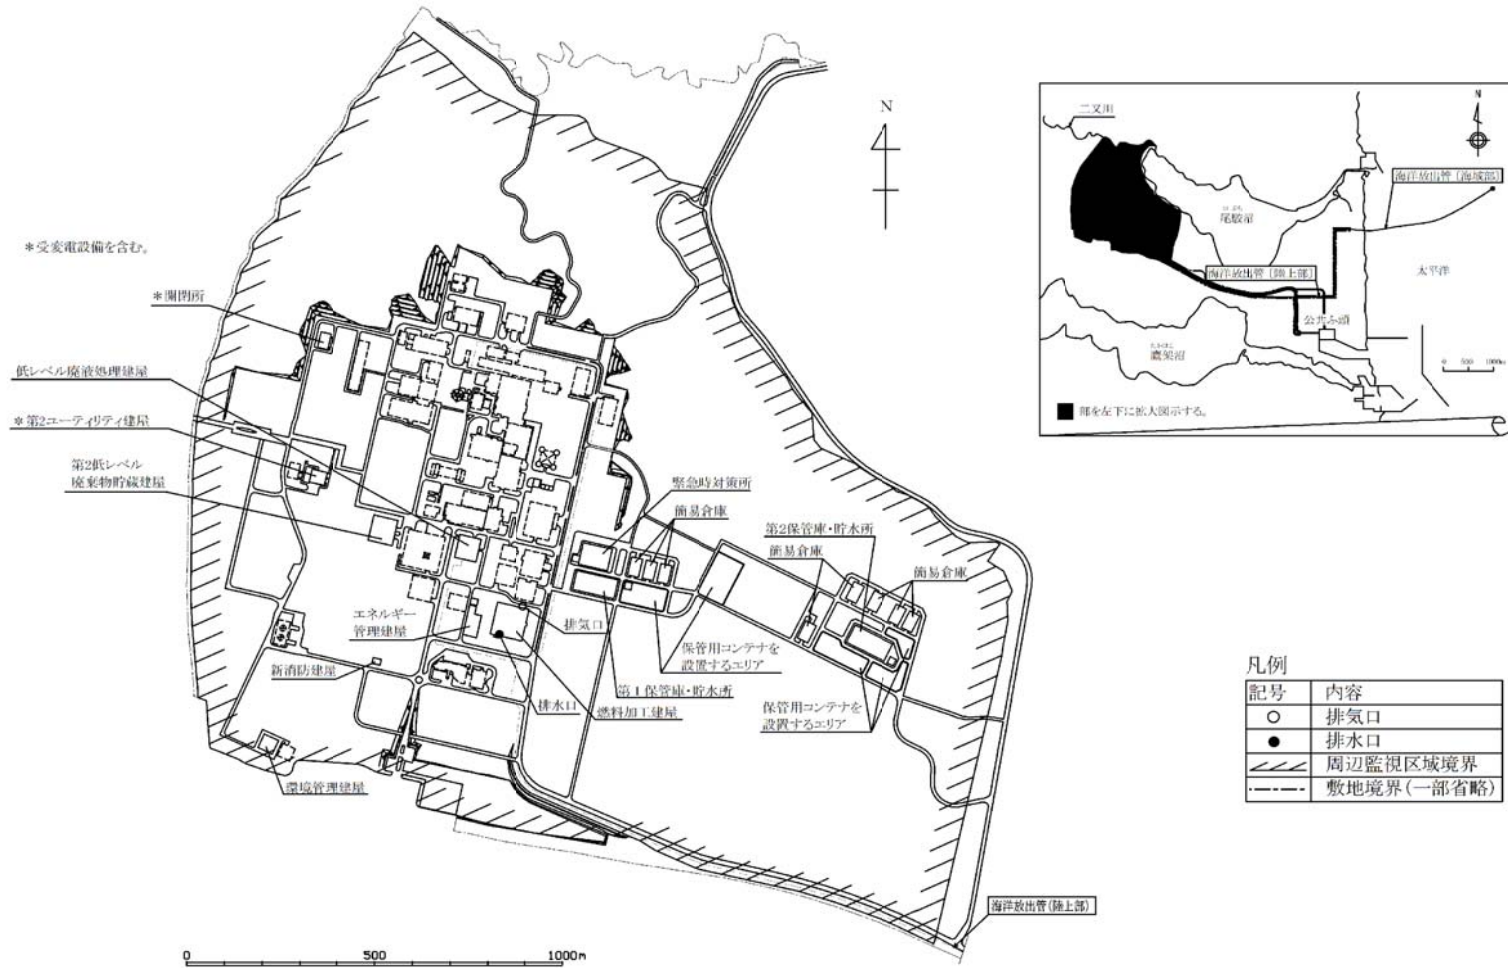 N
＊受変電設備を含む。
＊開閉所
低レベル廃液処理建屋
＊第2ユーティリティ建屋
第2低レベル
廃棄物貯蔵建屋
緊急時対策所
簡易倉庫
第2保管庫・貯水所
簡易倉庫
簡易倉庫
エネルギー
管理建屋
排気口
保管用コンテナを
設置するエリア
新消防建屋
第1保管庫・貯水所
排水口
燃料加工建屋
保管用コンテナを
設置するエリア
環境管理建屋
海洋放出管(陸上部)
0 500 1000m
二又川
N
海洋放出管〔海域部〕
尾駮沼
海洋放出管〔陸上部〕
太平洋
公共ふ頭
鷹架沼
0 500 1000m
部を左下に拡大図示する。
凡例
記号 内容
排気口
排水口
周辺監視区域境界
敷地境界(一部省略)